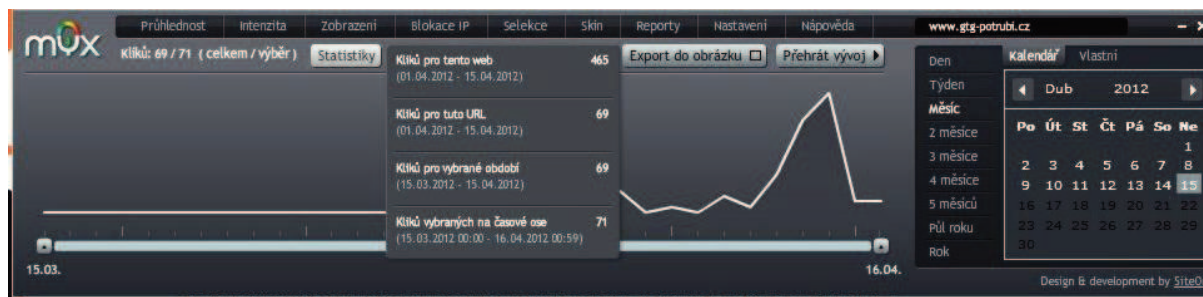 myx
Průhlednost Intenzita Zobrazení Blokace IP Selekce Skin Reporty Nastavení Nápověda
www.gtg-potrubi.cz
Kliků: 69 / 71 ( celkem / výběr )
Statistiky
Export do obrázku
Přehrát vývoj
Kliků pro tento web 465
(01.04.2012 - 15.04.2012)
Kliků pro tuto URL 69
(01.04.2012 - 15.04.2012)
Kliků pro vybrané období 69
(15.03.2012 - 15.04.2012)
Kliků vybraných na časové ose 71
(15.03.2012 00:00 - 16.04.2012 00:59)
15.03.
16.04.
Den
Týden
Měsíc
2 měsíce
3 měsíce
4 měsíce
5 měsíců
Půl roku
Rok
Kalendář Vlastní
Dub 2012
Po Út St Čt Pá So Ne
1
2 3 4 5 6 7 8
9 10 11 12 13 14 15
16 17 18 19 20 21 22
23 24 25 26 27 28 29
30
Design & development by